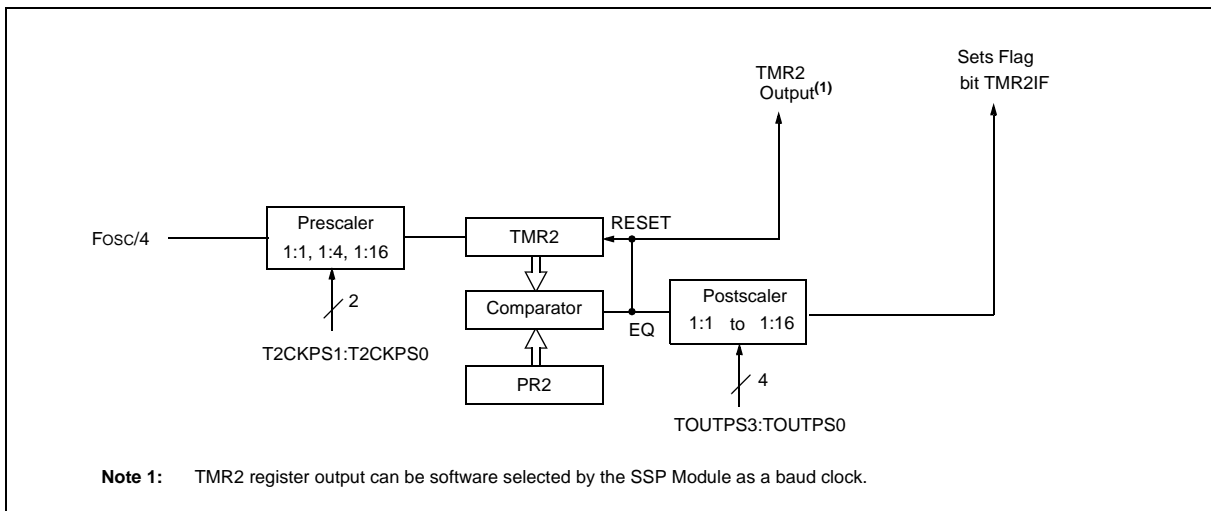 Sets Flag
bit TMR2IF
TMR2
Output(1)
Fosc/4
Prescaler
1:1, 1:4, 1:16
2
T2CKPS1:T2CKPS0
TMR2
RESET
Comparator
EQ
PR2
Postscaler
1:1 to 1:16
4
TOUTPS3:TOUTPS0
Note 1: TMR2 register output can be software selected by the SSP Module as a baud clock.